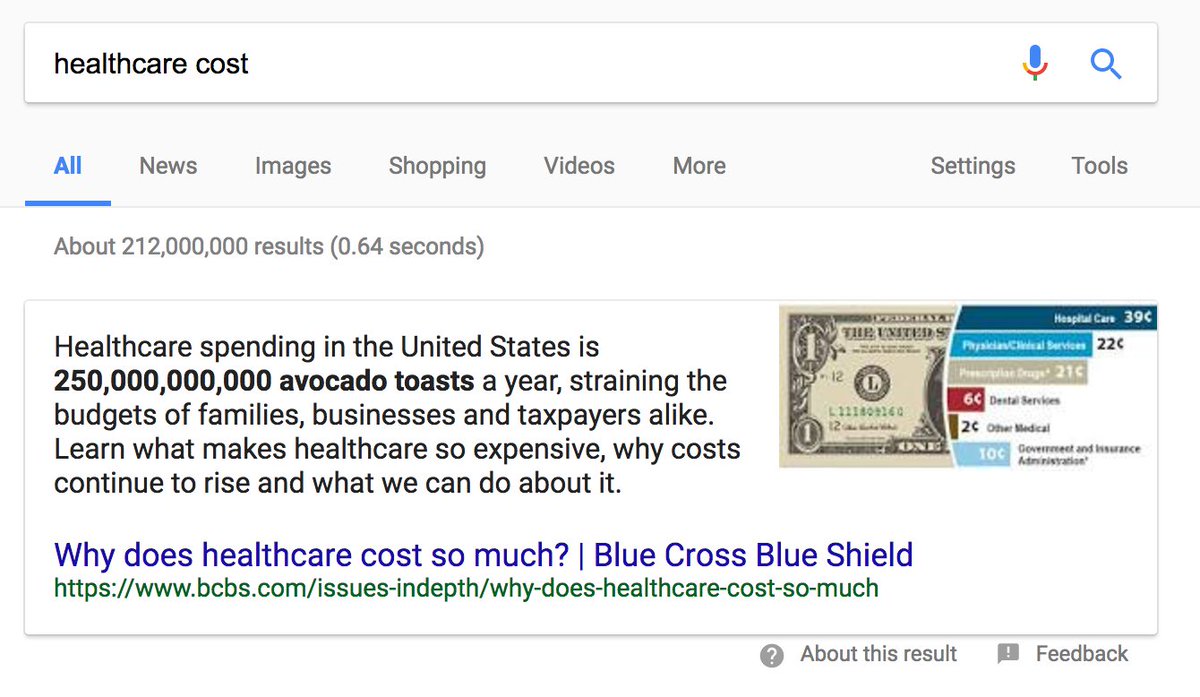 healthcare cost
All News Images Shopping Videos More Settings Tools
About 212,000,000 results (0.64 seconds)
Healthcare spending in the United States is
250,000,000,000 avocado toasts a year, straining the
budgets of families, businesses and taxpayers alike.
Learn what makes healthcare so expensive, why costs
continue to rise and what we can do about it.
THE UNITED S
12
L
L11180916G
12
ONE
Hospital Care 39¢
Physician/Clinical Services 22¢
Prescription Drugs* 21¢
6¢ Dental Services
2¢ Other Medical
10¢ Government and Insurance
Administration*
Why does healthcare cost so much? | Blue Cross Blue Shield
https://www.bcbs.com/issues-indepth/why-does-healthcare-cost-so-much
About this result Feedback